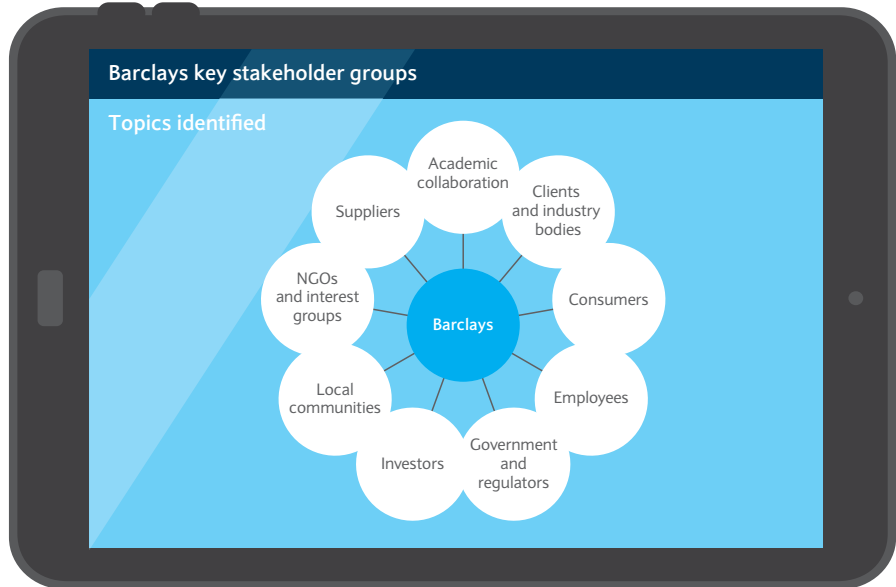 Barclays key stakeholder groups
Topics identified
Academic
collaboration
Clients
and industry
bodies
Consumers
Employees
Government
and
regulators
Investors
Local
communities
NGOs
and interest
groups
Suppliers
Barclays